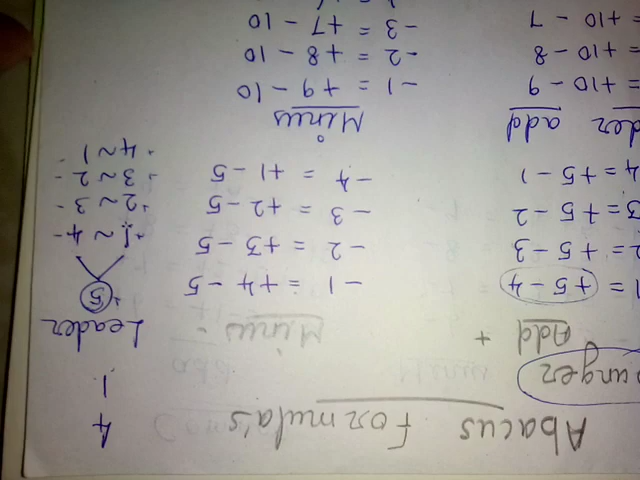 Abacus Formula's 4
unger 1
Add + Minus Leader
1 = +5 - 4 -1 = +4 - 5 5
2 = +5 - 3 -2 = +3 - 5 +1 ~ 4 -
3 = +5 - 2 -3 = +2 - 5 +2 ~ 3 -
4 = +5 - 1 -4 = +1 - 5 3 ~ 2 -
4 ~ 1
der add Minus
= +10 - 9 -1 = +9 - 10
= +10 - 8 -2 = +8 - 10
= +10 - 7 -3 = +7 - 10